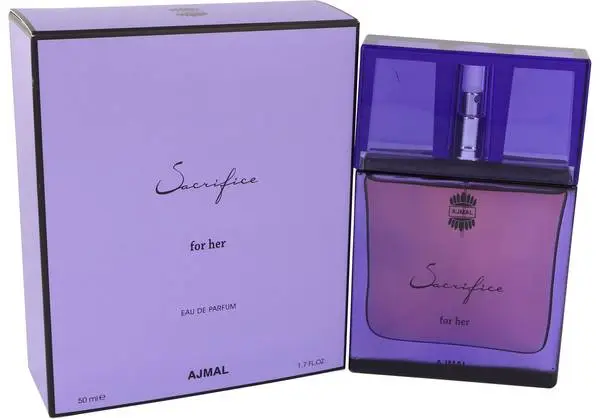 Sacrifice
for her
EAU DE PARFUM
AJMAL
50 ml e 1.7 FL.OZ
AJMAL
Sacrifice
for her
AJMAL